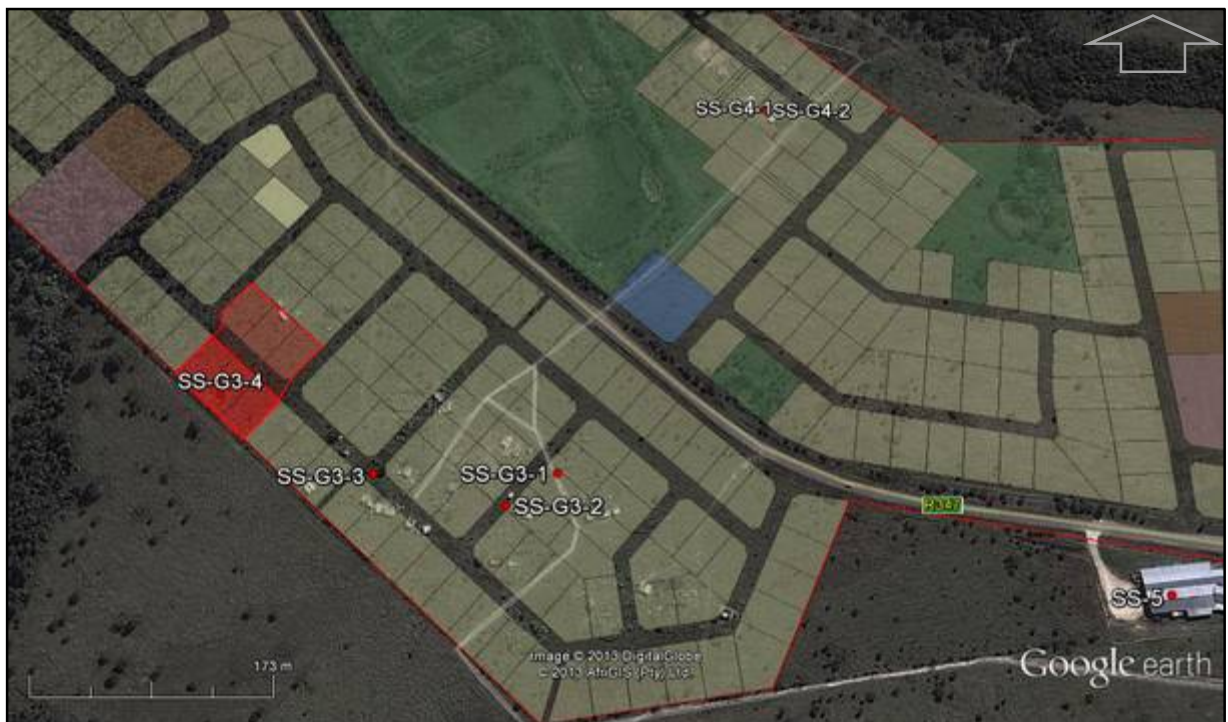 SS-G4-1 SS-G4-2
SS-G3-4
SS-G3-3
SS-G3-1
SS-G3-2
R347
SS-5
173 m
Image © 2013 DigitalGlobe
© 2013 AfriGIS (Pty) Ltd.
Google earth